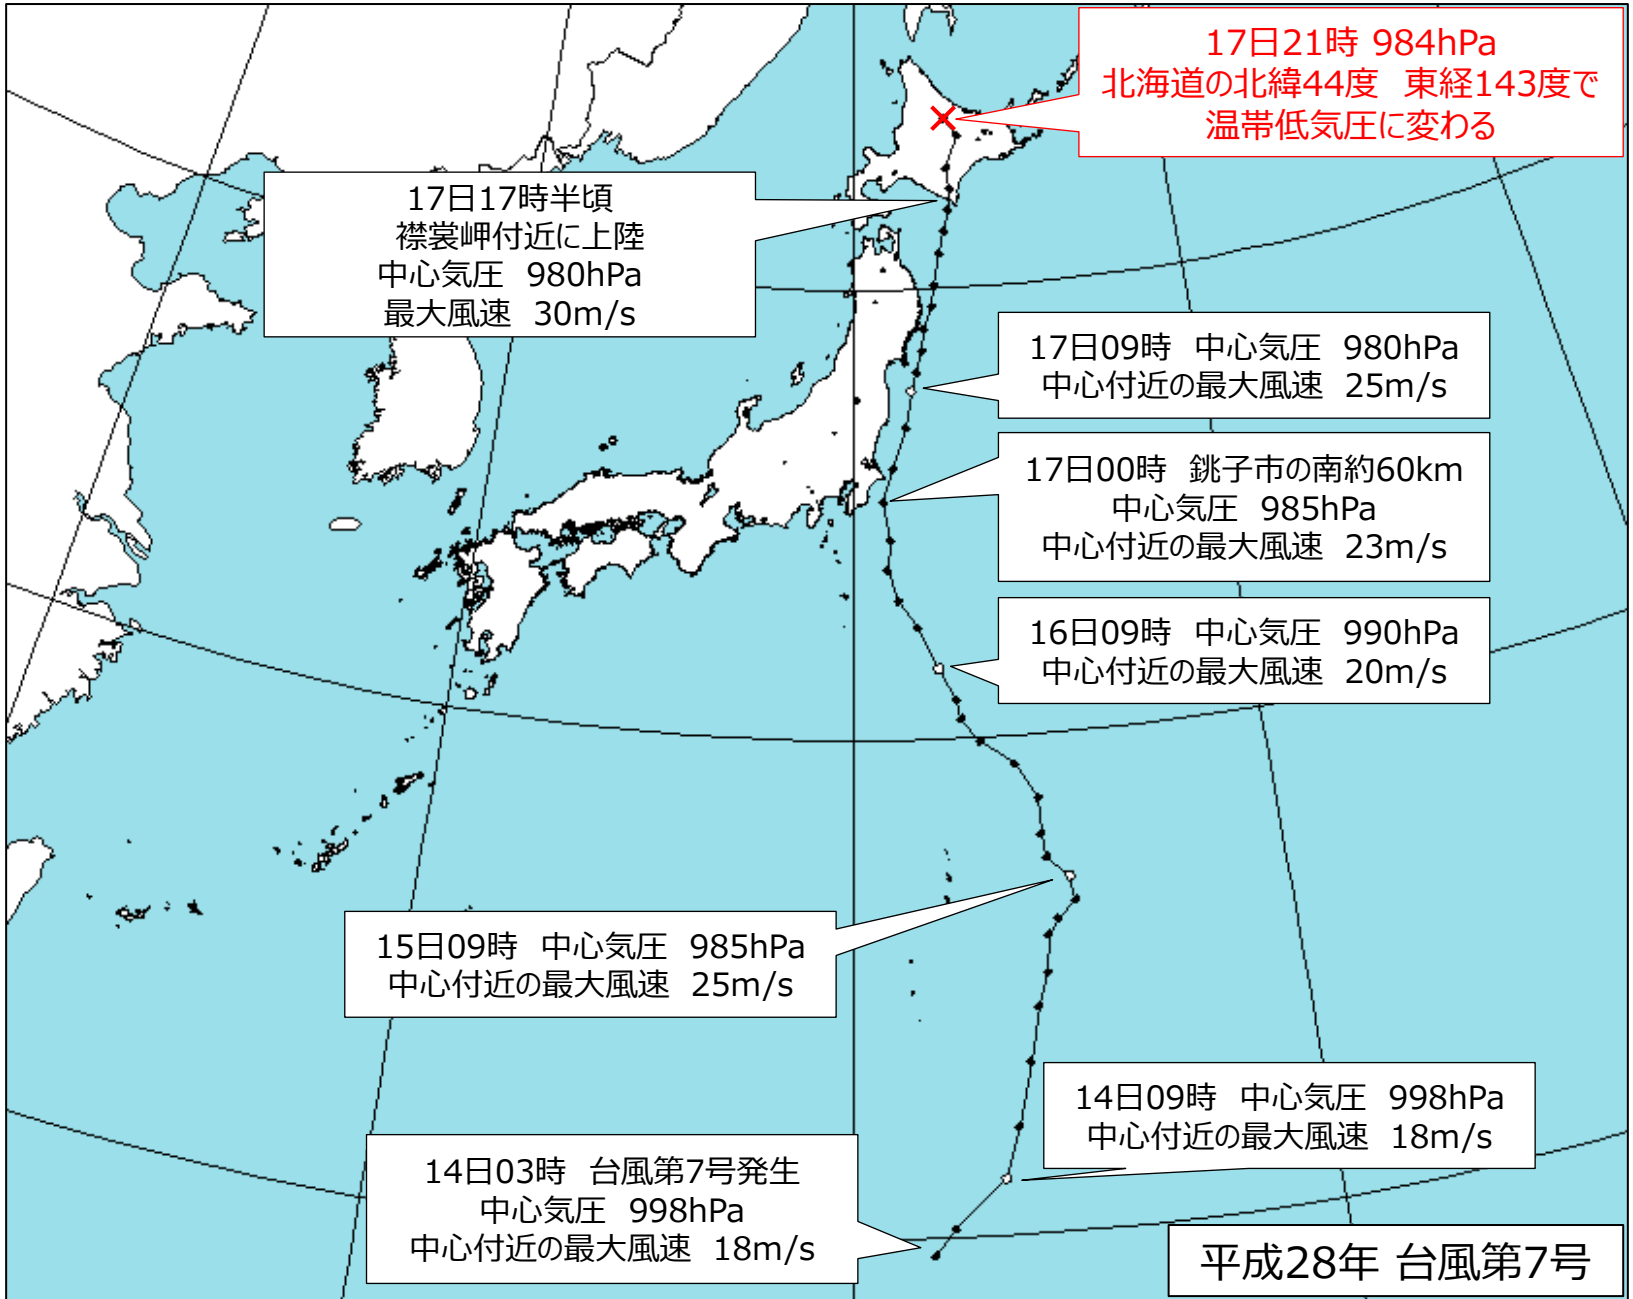 17日21時 984hPa
北海道の北緯44度 東経143度で
温帯低気圧に変わる
17日17時半頃
襟裳岬付近に上陸
中心気圧 980hPa
最大風速 30m/s
17日09時 中心気圧 980hPa
中心付近の最大風速 25m/s
17日00時 銚子市の南約60km
中心気圧 985hPa
中心付近の最大風速 23m/s
16日09時 中心気圧 990hPa
中心付近の最大風速 20m/s
15日09時 中心気圧 985hPa
中心付近の最大風速 25m/s
14日09時 中心気圧 998hPa
中心付近の最大風速 18m/s
14日03時 台風第7号発生
中心気圧 998hPa
中心付近の最大風速 18m/s
平成28年 台風第7号